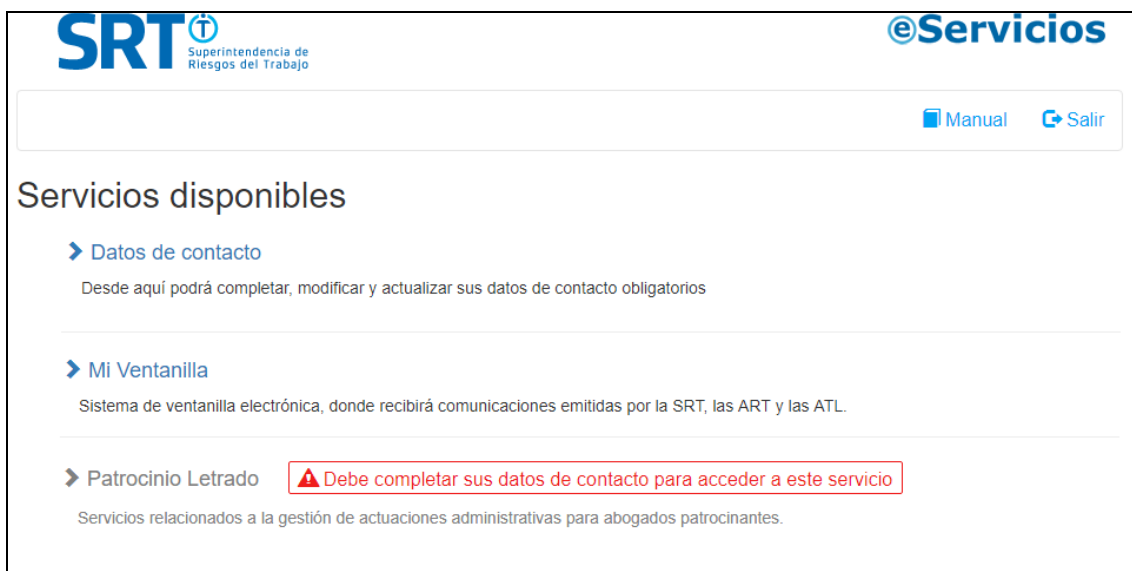 SRT
Superintendencia de
Riesgos del Trabajo
eServicios
Manual Salir
Servicios disponibles
Datos de contacto
Desde aquí podrá completar, modificar y actualizar sus datos de contacto obligatorios
Mi Ventanilla
Sistema de ventanilla electrónica, donde recibirá comunicaciones emitidas por la SRT, las ART y las ATL.
Patrocinio Letrado Debe completar sus datos de contacto para acceder a este servicio
Servicios relacionados a la gestión de actuaciones administrativas para abogados patrocinantes.